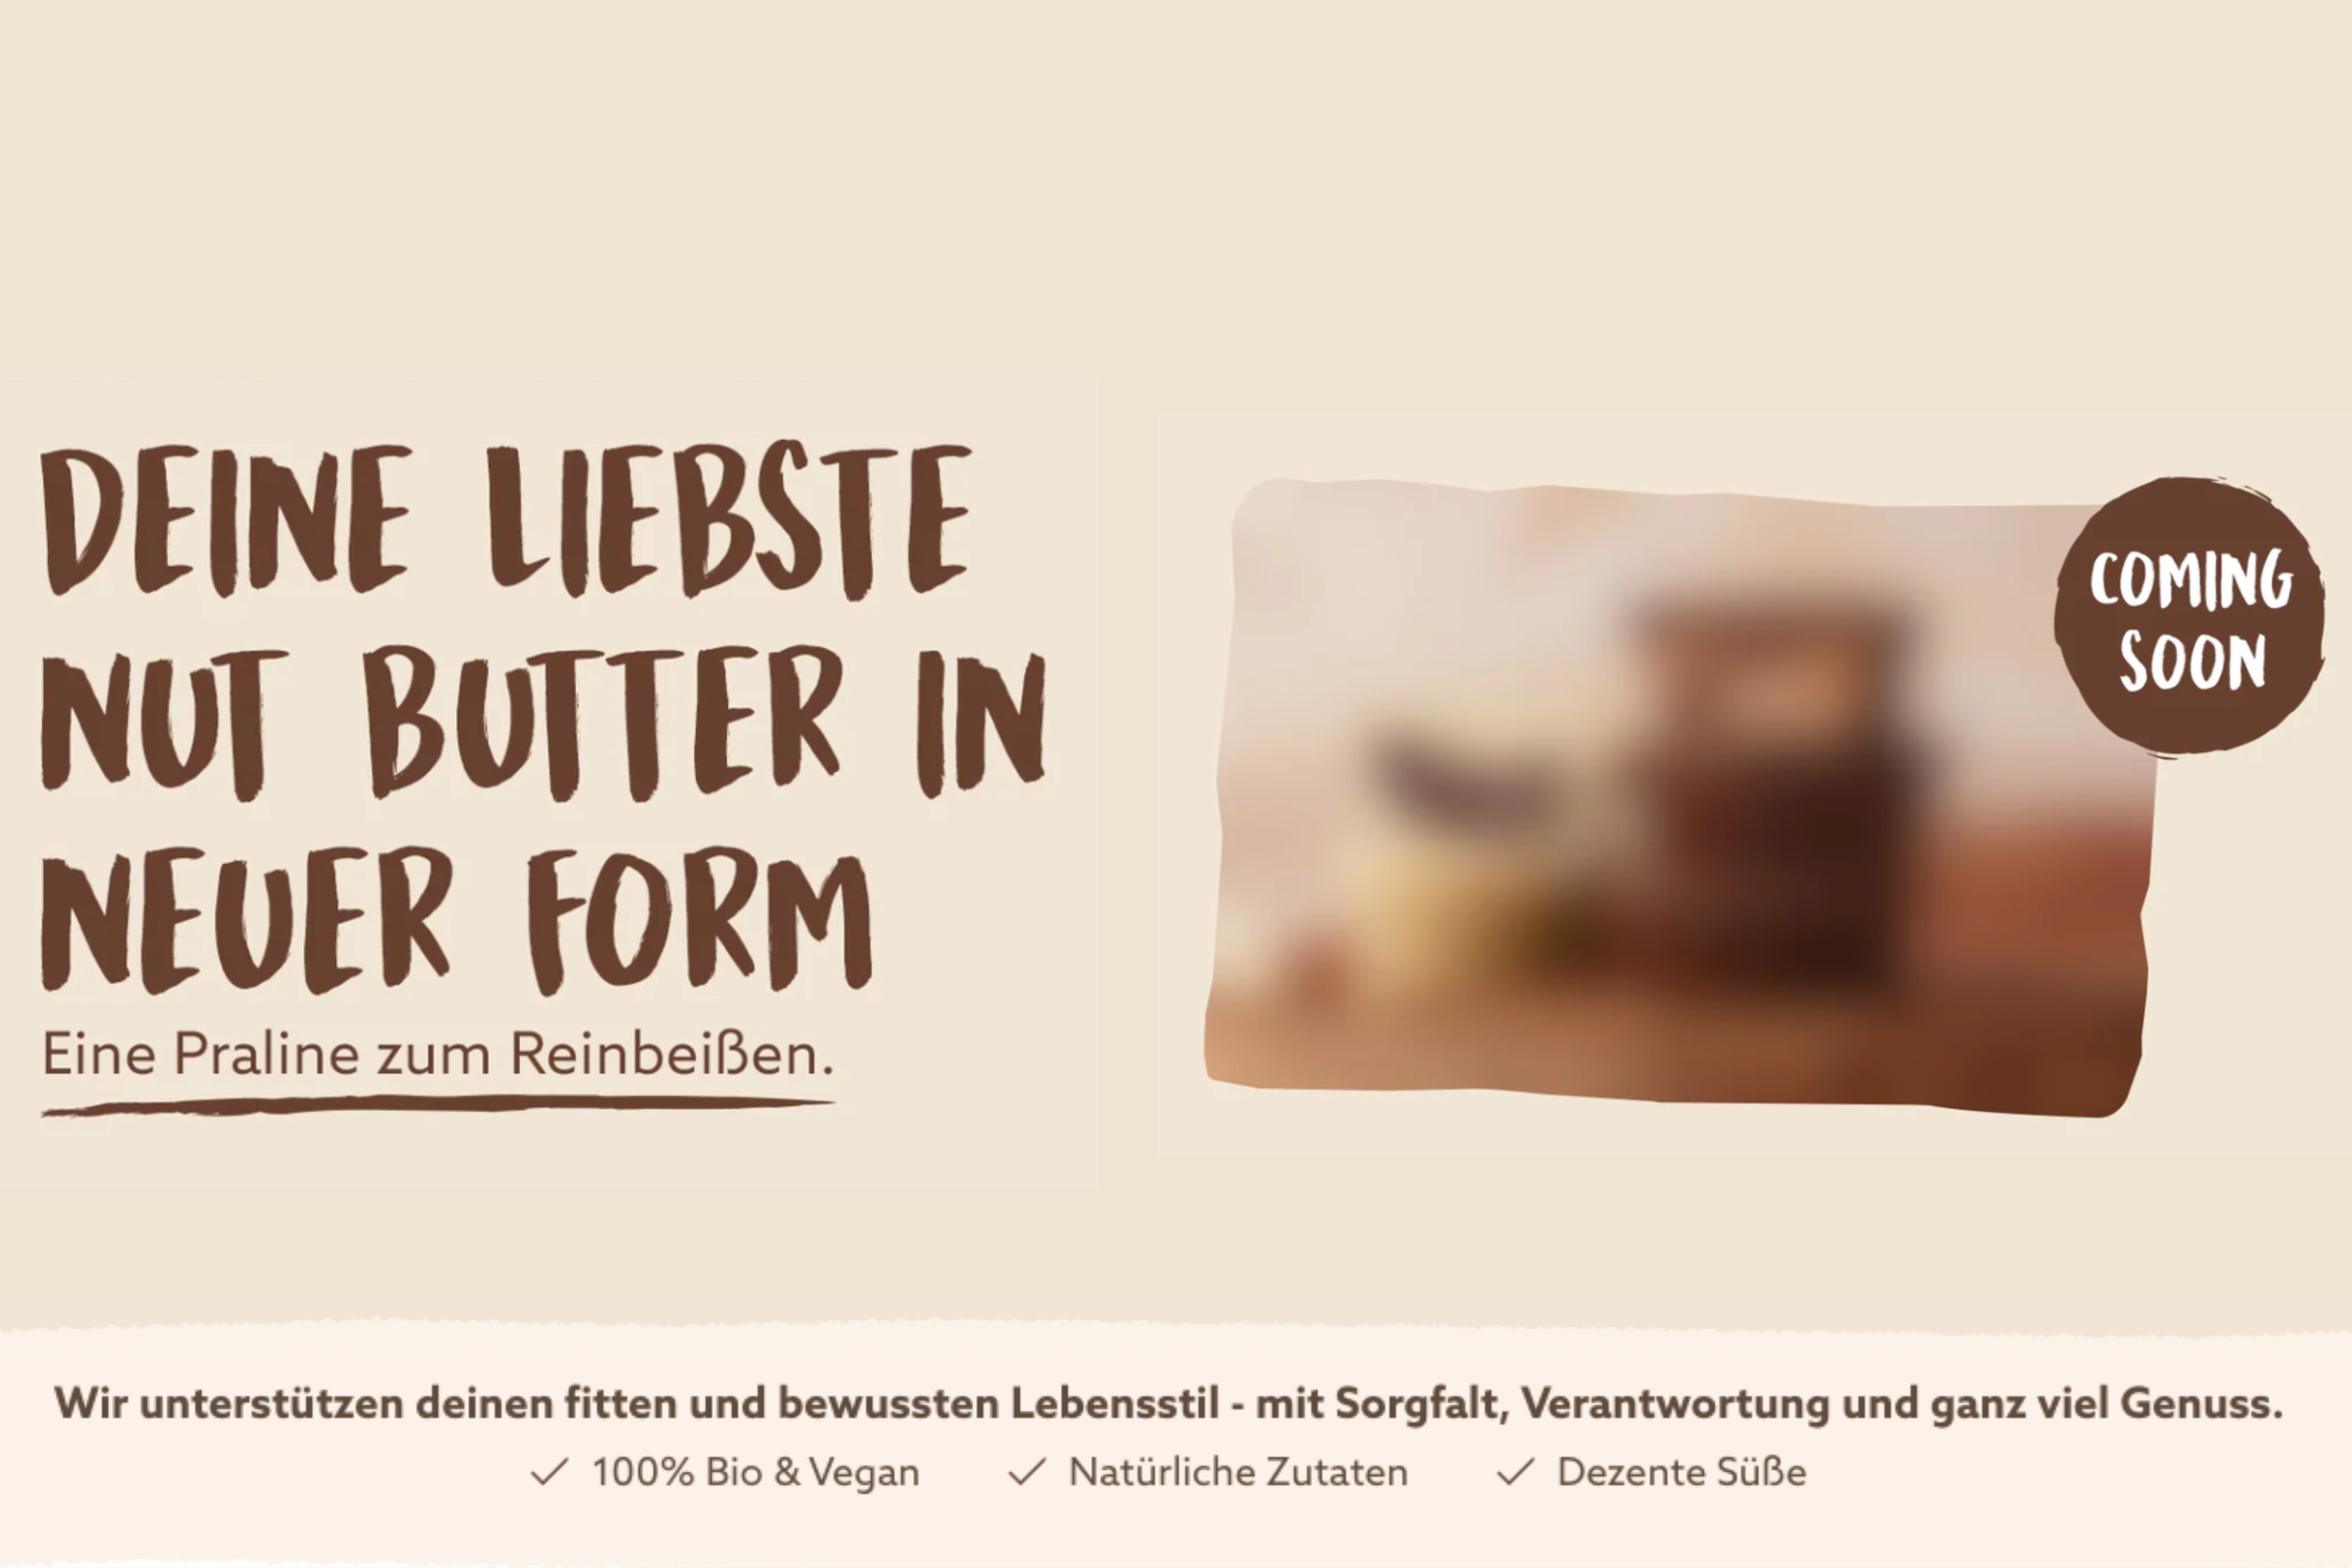 DEINE LIEBSTE
NUT BUTTER IN
NEUER FORM
Eine Praline zum Reinbeißen.
COMING
SOON
Wir unterstützen deinen fitten und bewussten Lebensstil - mit Sorgfalt, Verantwortung und ganz viel Genuss.
100% Bio & Vegan
Natürliche Zutaten
Dezente Süße